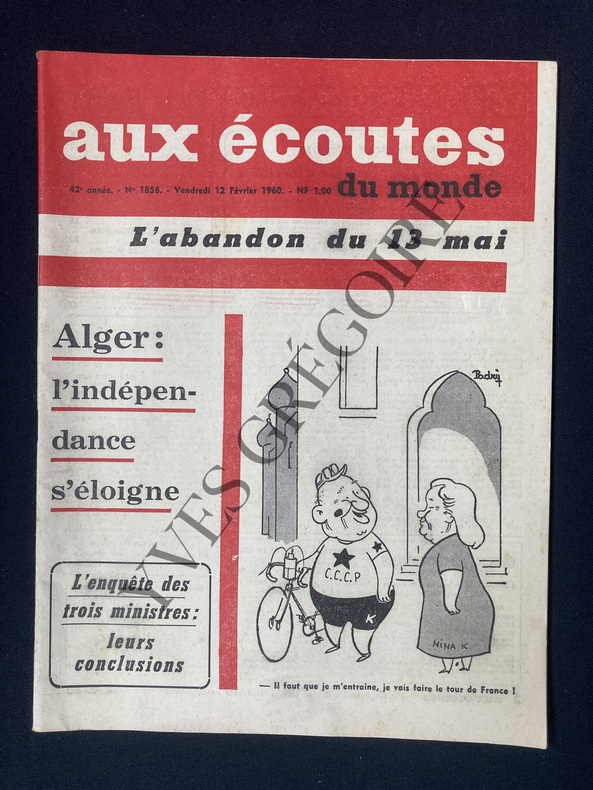 aux écoutes
42e année. - No 1856. - Vendredi 12 Février 1960. - NF 1,00
du monde
L'abandon du 13 mai
Alger :
l'indépen-
dance
s'éloigne
L'enquête des
trois ministres :
leurs
conclusions
C.C.C.P
K
NINA K.
— Il faut que je m'entraine, je vais faire le tour de France !
YVES GRÉGOIRE